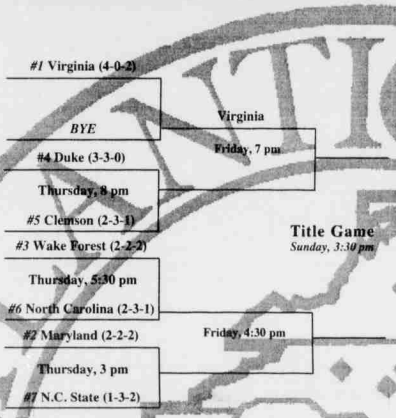 #1 Virginia (4-0-2)
Virginia
BYE
Friday, 7 pm
#4 Duke (3-3-0)
Thursday, 8 pm
#5 Clemson (2-3-1)
Title Game
Sunday, 3:30 pm
#3 Wake Forest (2-2-2)
Thursday, 5:30 pm
#6 North Carolina (2-3-1)
#2 Maryland (2-2-2)
Friday, 4:30 pm
Thursday, 3 pm
#7 N.C. State (1-3-2)
ANTIC